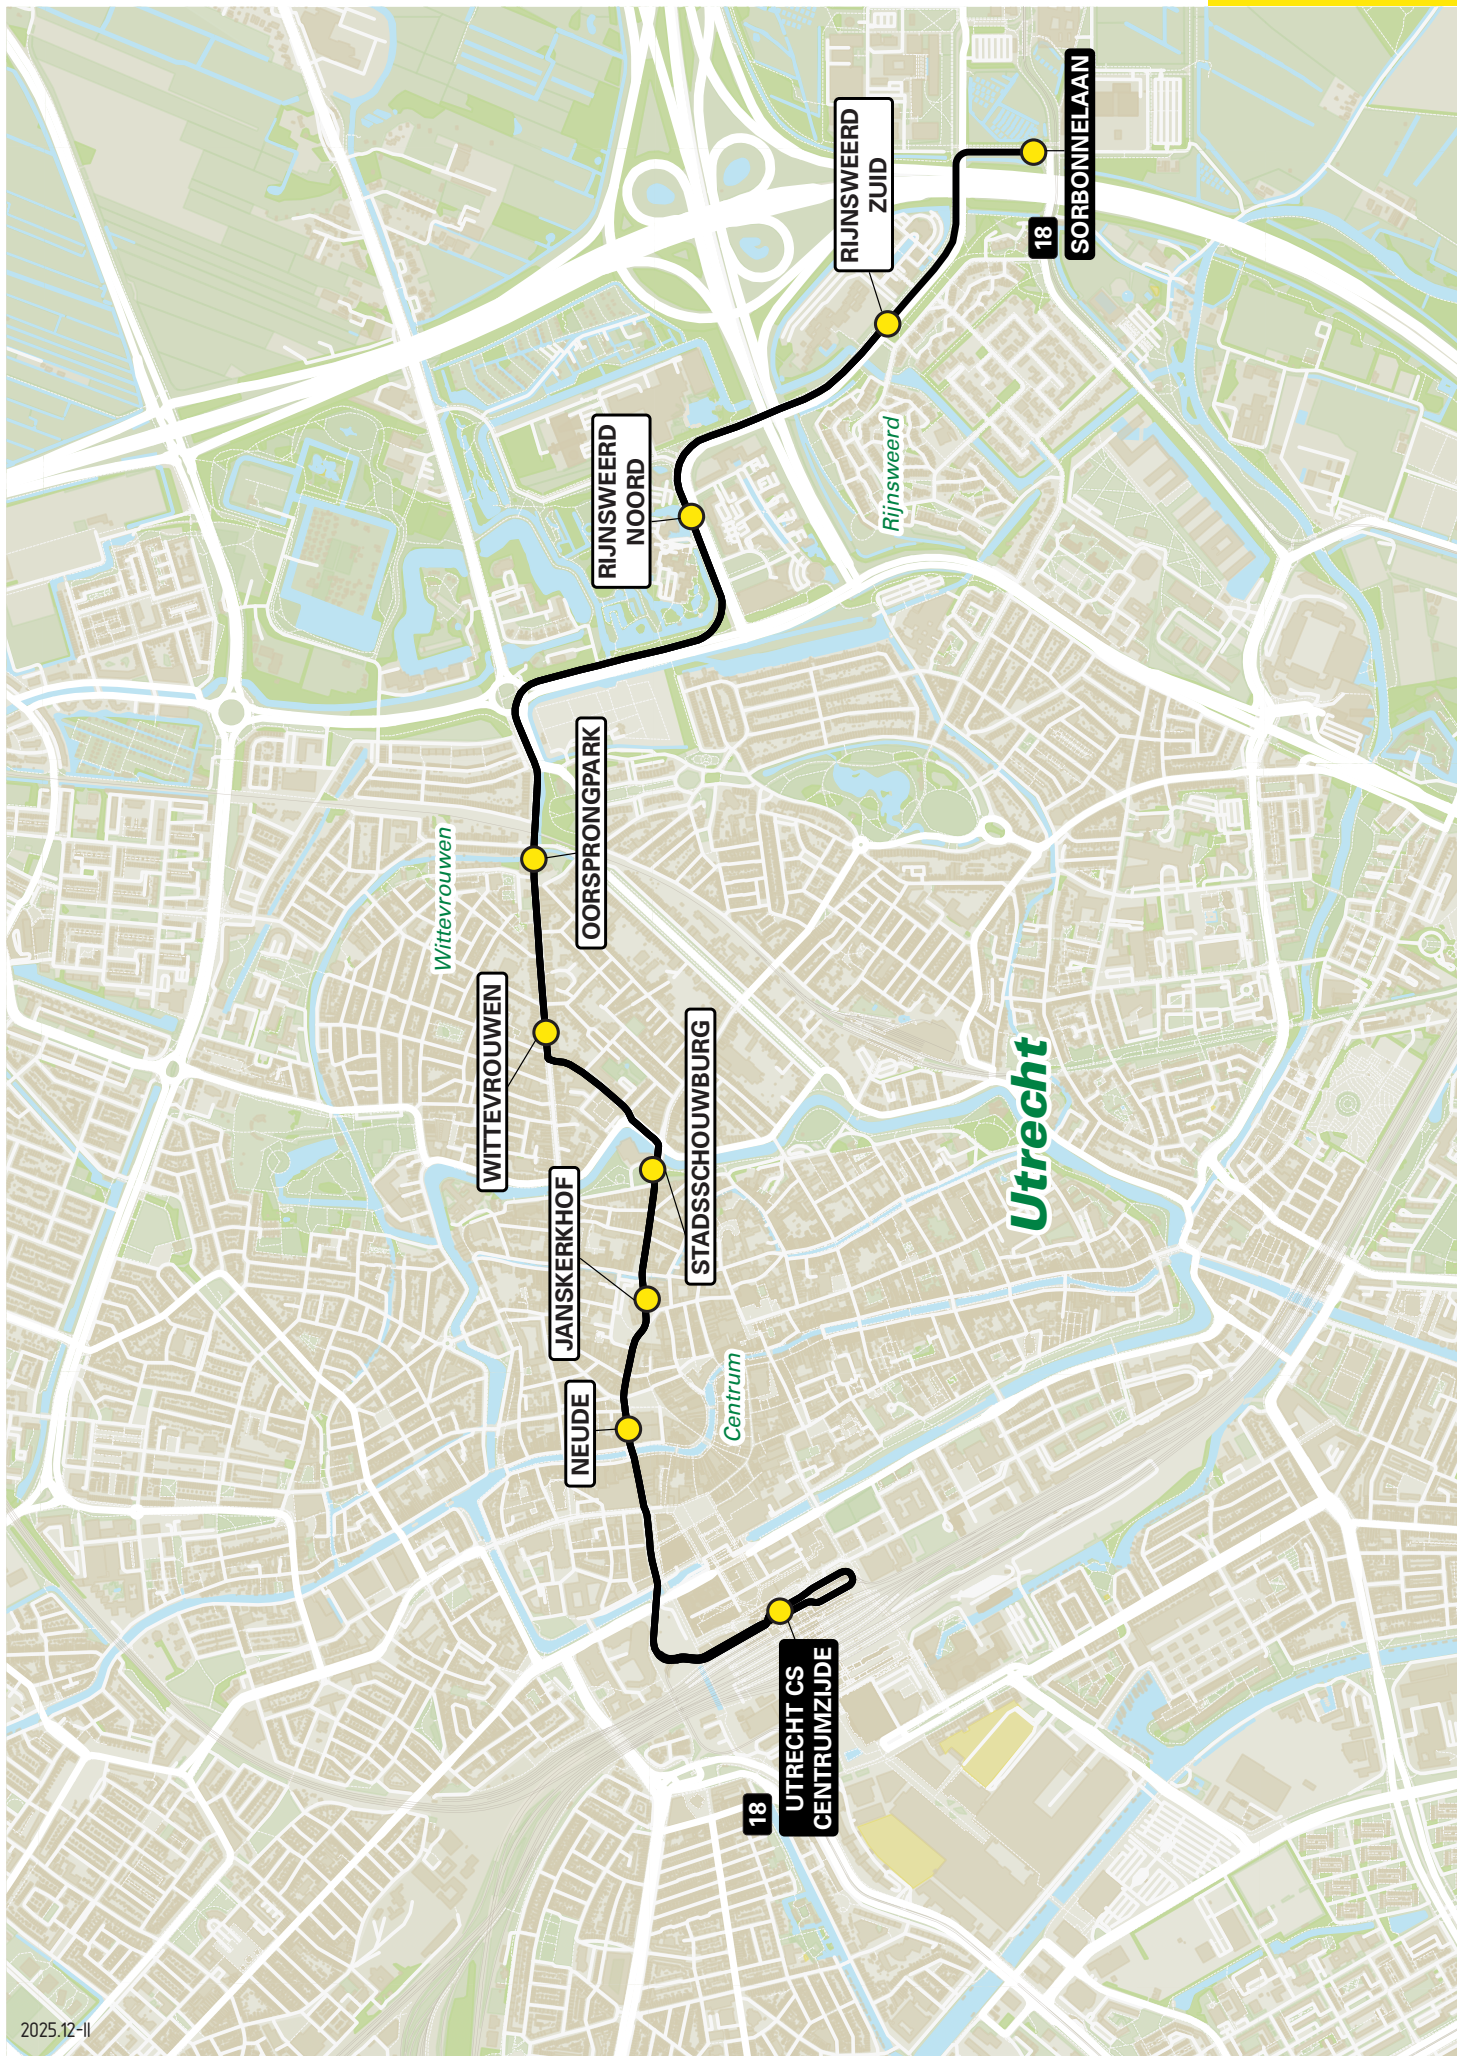 18
UTRECHT CS
CENTRUMZIJDE
NEUDE
JANSKERKHOF
STADSSCHOUWBURG
WITTEVROUWEN
OORSPRONGPARK
RIJNSWEERD
NOORD
RIJNSWEERD
ZUID
18
SORBONNELAAN
Wittevrouwen
Centrum
Rijnsweerd
Utrecht
2025.12-II